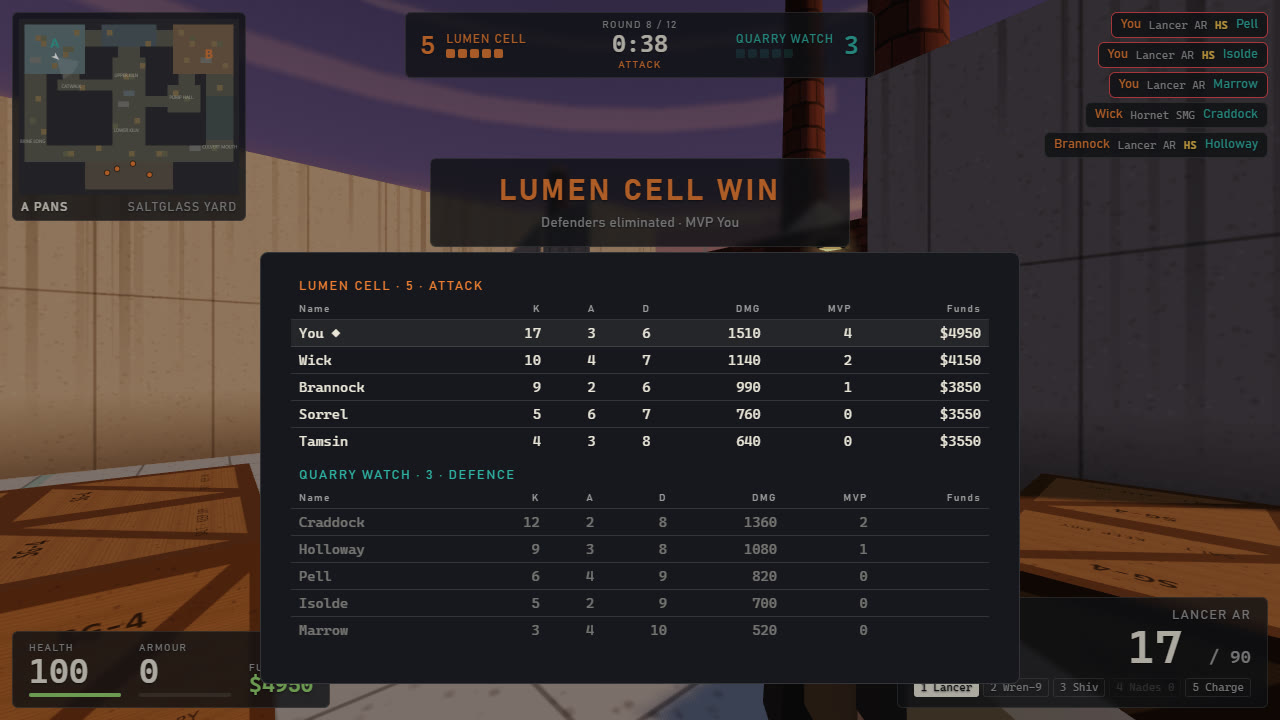 A
B
CATWALK
LOWER KILN
A PANS
SALTGLASS YARD
5
LUMEN CELL
ROUND 8 / 12
0:38
ATTACK
QUARRY WATCH
3
You Lancer AR HS Pell
You Lancer AR HS Isolde
You Lancer AR Marrow
Wick Hornet SMG Craddock
Brannock Lancer AR HS Holloway
LUMEN CELL WIN
Defenders eliminated · MVP You
LUMEN CELL · 5 · ATTACK
Name K A D DMG MVP Funds
You ◆ 17 3 6 1510 4 $4950
Wick 10 4 7 1140 2 $4150
Brannock 9 2 6 990 1 $3850
Sorrel 5 6 7 760 0 $3550
Tamsin 4 3 8 640 0 $3550
QUARRY WATCH · 3 · DEFENCE
Name K A D DMG MVP Funds
Craddock 12 2 8 1360 2
Holloway 9 3 8 1080 1
Pell 6 4 9 820 0
Isolde 5 2 9 700 0
Marrow 3 4 10 520 0
HEALTH
100
ARMOUR
0
$4950
LANCER AR
17 / 90
1 Lancer
2 Wren-9
3 Shiv
4 Nades 0
5 Charge
SG-A